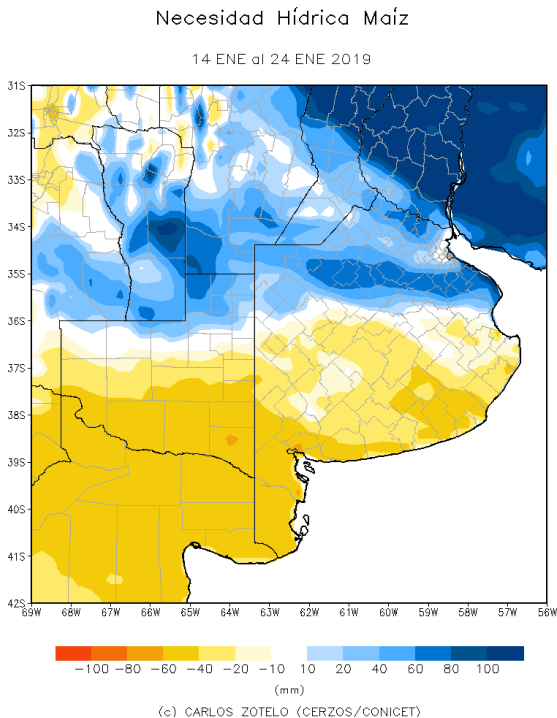 Necesidad Hídrica Maíz
14 ENE al 24 ENE 2019
31S
32S
33S
34S
35S
36S
37S
38S
39S
40S
41S
42S
69W 68W 67W 66W 65W 64W 63W 62W 61W 60W 59W 58W 57W 56W
-100 -80 -60 -40 -20 -10 10 20 40 60 80 100
(mm)
(c) CARLOS ZOTELO (CERZOS/CONICET)